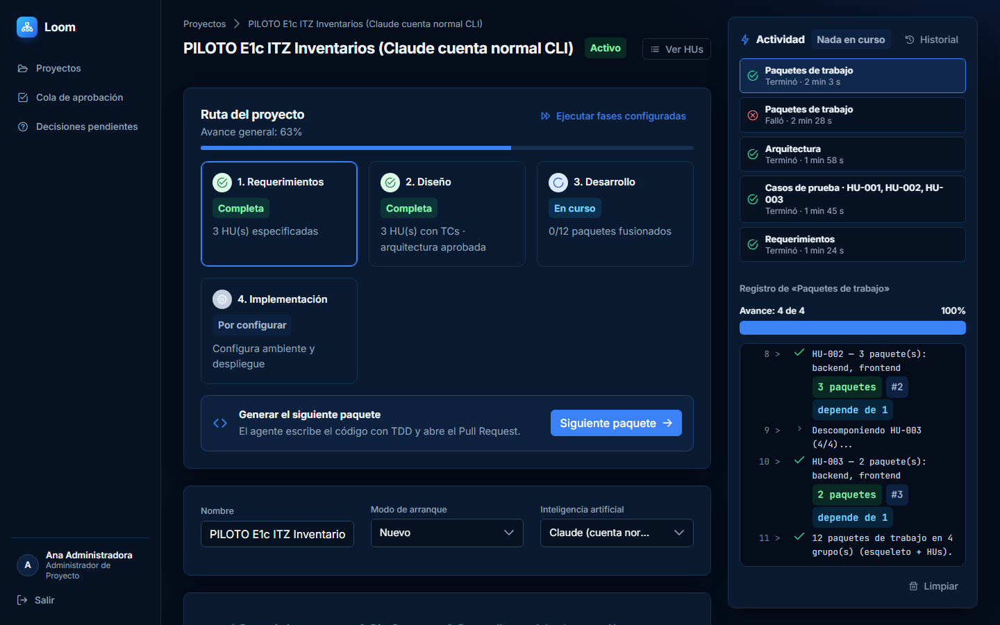 Loom
Proyectos
Cola de aprobación
Decisiones pendientes
A
Ana Administradora
Administrador de
Proyecto
Salir
Proyectos
PILOTO E1c ITZ Inventarios (Claude cuenta normal CLI)
PILOTO E1c ITZ Inventarios (Claude cuenta normal CLI)
Activo
Ver HUs
Ruta del proyecto
Avance general: 63%
Ejecutar fases configuradas
1. Requerimientos
Completa
3 HU(s) especificadas
2. Diseño
Completa
3 HU(s) con TCs ·
arquitectura aprobada
3. Desarrollo
En curso
0/12 paquetes fusionados
4. Implementación
Por configurar
Configura ambiente y
despliegue
Generar el siguiente paquete
El agente escribe el código con TDD y abre el Pull Request.
Siguiente paquete
Nombre
PILOTO E1c ITZ Inventario
Modo de arranque
Nuevo
Inteligencia artificial
Claude (cuenta nor...
Actividad
Nada en curso
Historial
Paquetes de trabajo
Terminó · 2 min 3 s
Paquetes de trabajo
Falló · 2 min 28 s
Arquitectura
Terminó · 1 min 58 s
Casos de prueba · HU-001, HU-002, HU-
003
Terminó · 1 min 45 s
Requerimientos
Terminó · 1 min 24 s
Registro de «Paquetes de trabajo»
Avance: 4 de 4
100%
8 > HU-002 — 3 paquete(s):
backend, frontend
3 paquetes #2
depende de 1
9 > Descomponiendo HU-003
(4/4)...
10 > HU-003 — 2 paquete(s):
backend, frontend
2 paquetes #3
depende de 1
11 > 12 paquetes de trabajo en 4
grupo(s) (esqueleto + HUs).
Limpiar